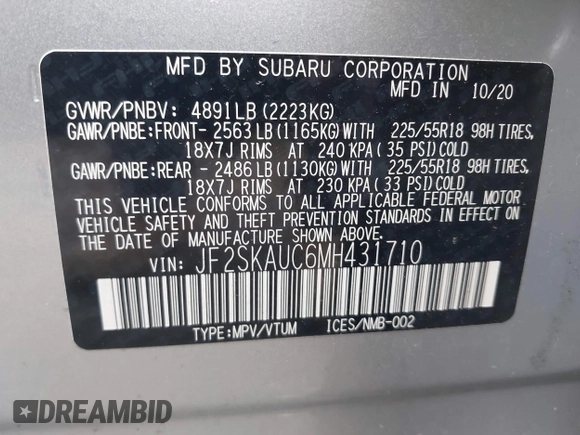 MFD BY SUBARU CORPORATION
MFD IN 10/20
GVWR/PNBV: 4891LB(2223KG)
GAWR/PNBE:FRONT- 2563LB(1165KG)WITH 225/55R18 98H TIRES,
18X7J RIMS AT 240 KPA( 35 PSI)COLD
GAWR/PNBE:REAR - 2486LB(1130KG)WITH 225/55R18 98H TIRES,
18X7J RIMS AT 230 KPA( 33 PSI)COLD
THIS VEHICLE CONFORMS TO ALL APPLICABLE FEDERAL MOTOR
VEHICLE SAFETY AND THEFT PREVENTION STANDARDS IN EFFECT
ON THE DATE OF MANUFACTURE SHOWN ABOVE.
VIN: JF2SKAUC6MH431710
TYPE:MPV/VTUM ICES/NMB-002
DREAMBID